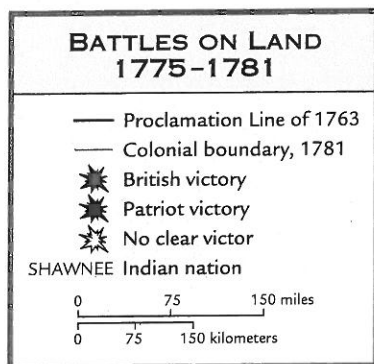 BATTLES ON LAND
1775–1781
Proclamation Line of 1763
Colonial boundary, 1781
British victory
Patriot victory
No clear victor
SHAWNEE Indian nation
0 75 150 miles
0 75 150 kilometers